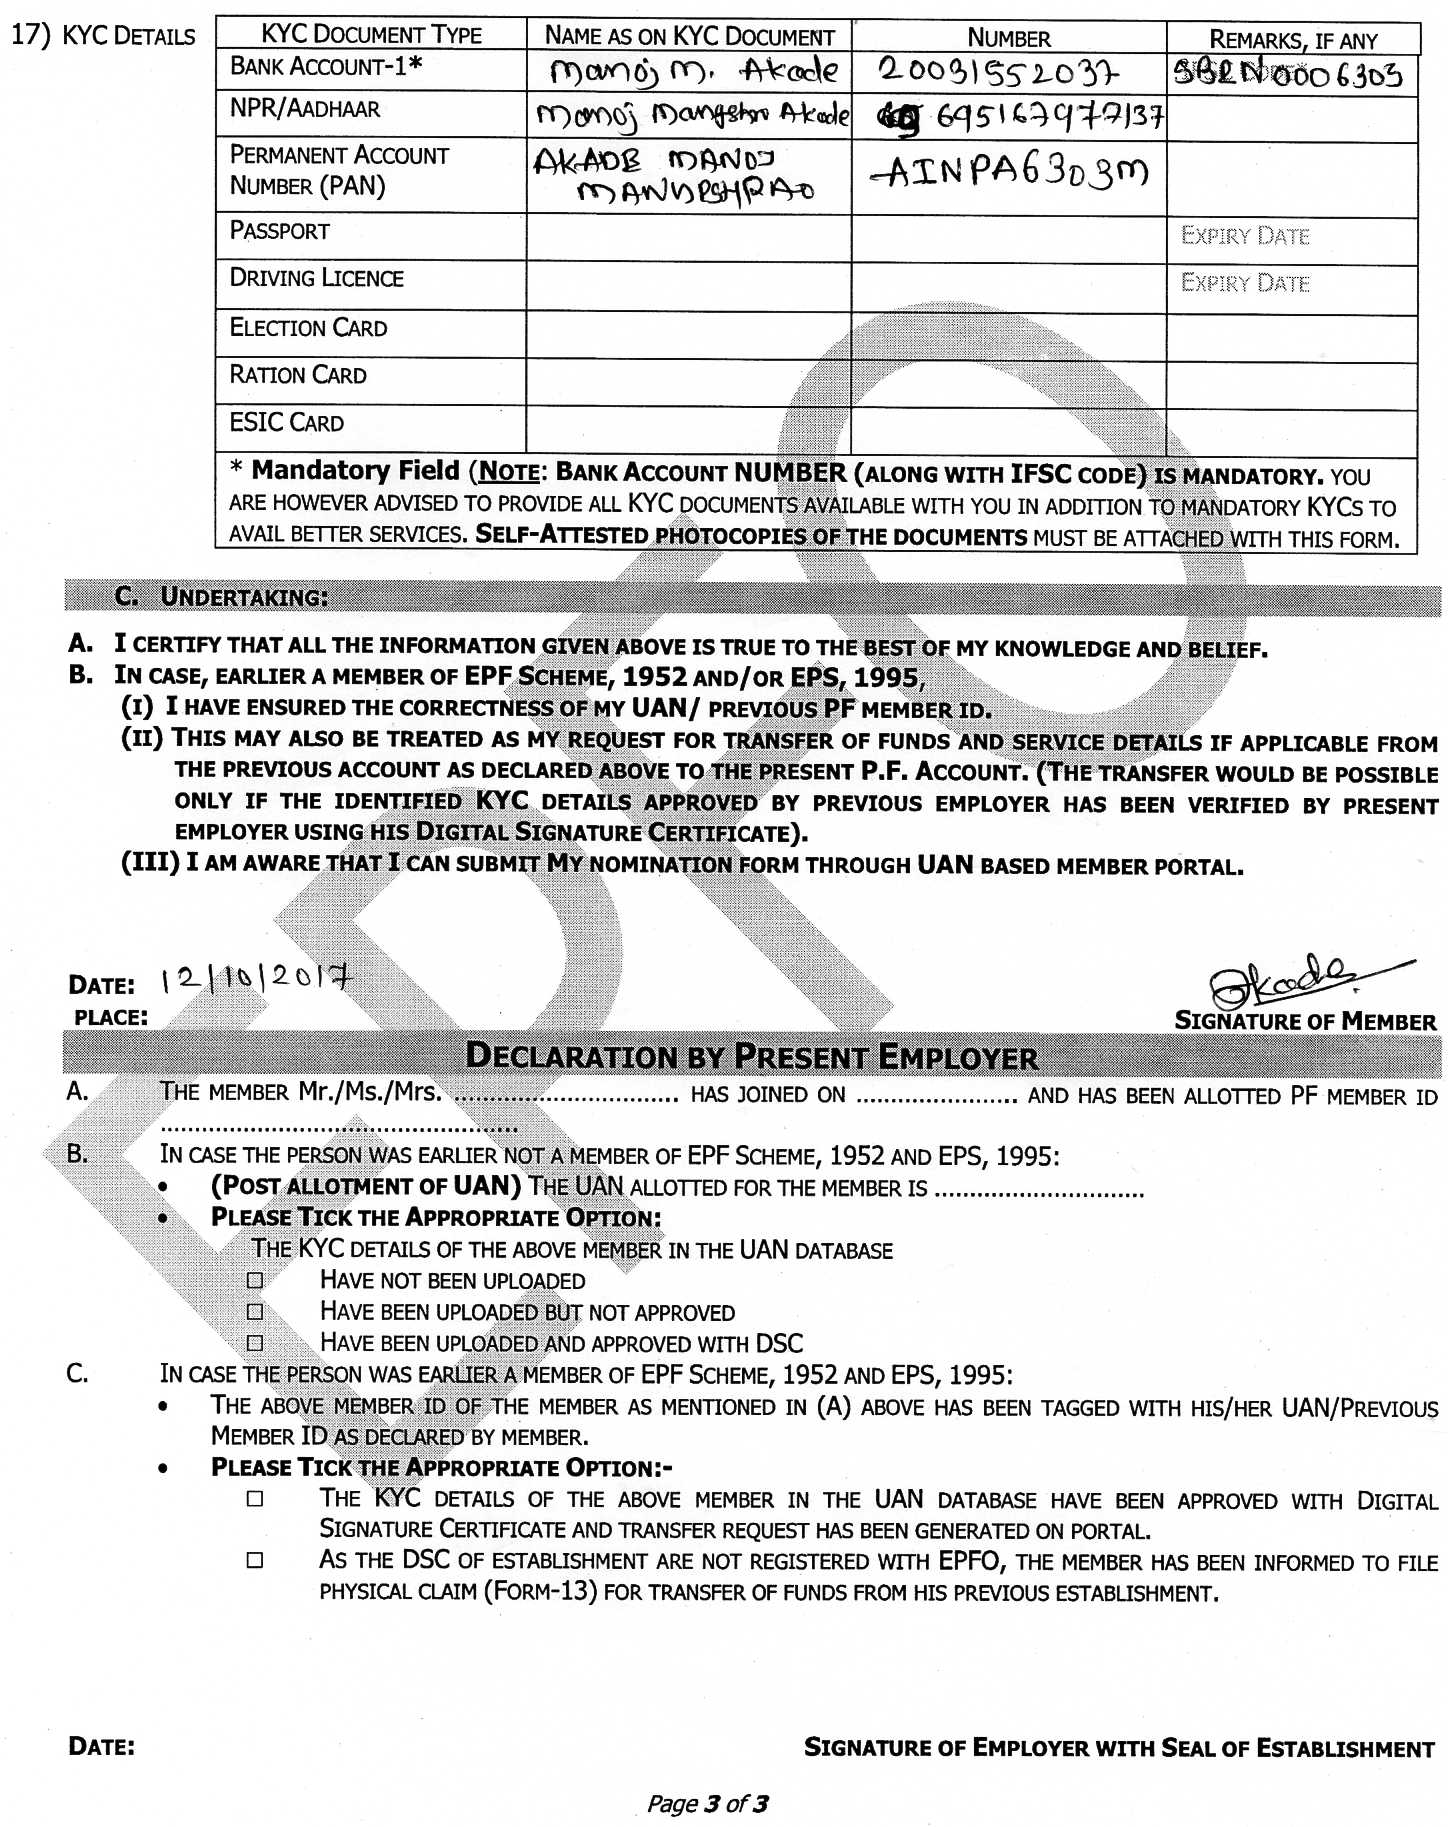 17) KYC DETAILS
KYC DOCUMENT TYPE NAME AS ON KYC DOCUMENT NUMBER REMARKS, IF ANY
BANK ACCOUNT-1* Manoj M. Akade 20031552037 SBIN0006303
NPR/AADHAAR Manoj Akade 695167977137
PERMANENT ACCOUNT AKADE MANOJ AINPA6303M
NUMBER (PAN)
PASSPORT EXPIRY DATE
DRIVING LICENCE EXPIRY DATE
ELECTION CARD
RATION CARD
ESIC CARD
* Mandatory Field (NOTE: BANK ACCOUNT NUMBER (ALONG WITH IFSC CODE) IS MANDATORY. YOU
ARE HOWEVER ADVISED TO PROVIDE ALL KYC DOCUMENTS AVAILABLE WITH YOU IN ADDITION TO MANDATORY KYCS TO
AVAIL BETTER SERVICES. SELF-ATTESTED PHOTOCOPIES OF THE DOCUMENTS MUST BE ATTACHED WITH THIS FORM.
C. UNDERTAKING:
A. I CERTIFY THAT ALL THE INFORMATION GIVEN ABOVE IS TRUE TO THE BEST OF MY KNOWLEDGE AND BELIEF.
B. IN CASE, EARLIER A MEMBER OF EPF SCHEME, 1952 AND/OR EPS, 1995,
(I) I HAVE ENSURED THE CORRECTNESS OF MY UAN/ PREVIOUS PF MEMBER ID.
(II) THIS MAY ALSO BE TREATED AS MY REQUEST FOR TRANSFER OF FUNDS AND SERVICE DETAILS IF APPLICABLE FROM
THE PREVIOUS ACCOUNT AS DECLARED ABOVE TO THE PRESENT P.F. ACCOUNT. (THE TRANSFER WOULD BE POSSIBLE
ONLY IF THE IDENTIFIED KYC DETAILS APPROVED BY PREVIOUS EMPLOYER HAS BEEN VERIFIED BY PRESENT
EMPLOYER USING HIS DIGITAL SIGNATURE CERTIFICATE).
(III) I AM AWARE THAT I CAN SUBMIT MY NOMINATION FORM THROUGH UAN BASED MEMBER PORTAL.
DATE: 12/10/2017 Akade
PLACE: SIGNATURE OF MEMBER
DECLARATION BY PRESENT EMPLOYER
A. THE MEMBER Mr./Ms./Mrs. ................................ HAS JOINED ON ....................... AND HAS BEEN ALLOTTED PF MEMBER ID
....................................................
B. IN CASE THE PERSON WAS EARLIER NOT A MEMBER OF EPF SCHEME, 1952 AND EPS, 1995:
• (POST ALLOTMENT OF UAN) THE UAN ALLOTTED FOR THE MEMBER IS ..............................
• PLEASE TICK THE APPROPRIATE OPTION:
THE KYC DETAILS OF THE ABOVE MEMBER IN THE UAN DATABASE
☐ HAVE NOT BEEN UPLOADED
☐ HAVE BEEN UPLOADED BUT NOT APPROVED
☐ HAVE BEEN UPLOADED AND APPROVED WITH DSC
C. IN CASE THE PERSON WAS EARLIER A MEMBER OF EPF SCHEME, 1952 AND EPS, 1995:
• THE ABOVE MEMBER ID OF THE MEMBER AS MENTIONED IN (A) ABOVE HAS BEEN TAGGED WITH HIS/HER UAN/PREVIOUS
MEMBER ID AS DECLARED BY MEMBER.
• PLEASE TICK THE APPROPRIATE OPTION:-
☐ THE KYC DETAILS OF THE ABOVE MEMBER IN THE UAN DATABASE HAVE BEEN APPROVED WITH DIGITAL
SIGNATURE CERTIFICATE AND TRANSFER REQUEST HAS BEEN GENERATED ON PORTAL.
☐ AS THE DSC OF ESTABLISHMENT ARE NOT REGISTERED WITH EPFO, THE MEMBER HAS BEEN INFORMED TO FILE
PHYSICAL CLAIM (FORM-13) FOR TRANSFER OF FUNDS FROM HIS PREVIOUS ESTABLISHMENT.
DATE: SIGNATURE OF EMPLOYER WITH SEAL OF ESTABLISHMENT
Page 3 of 3
EPFO